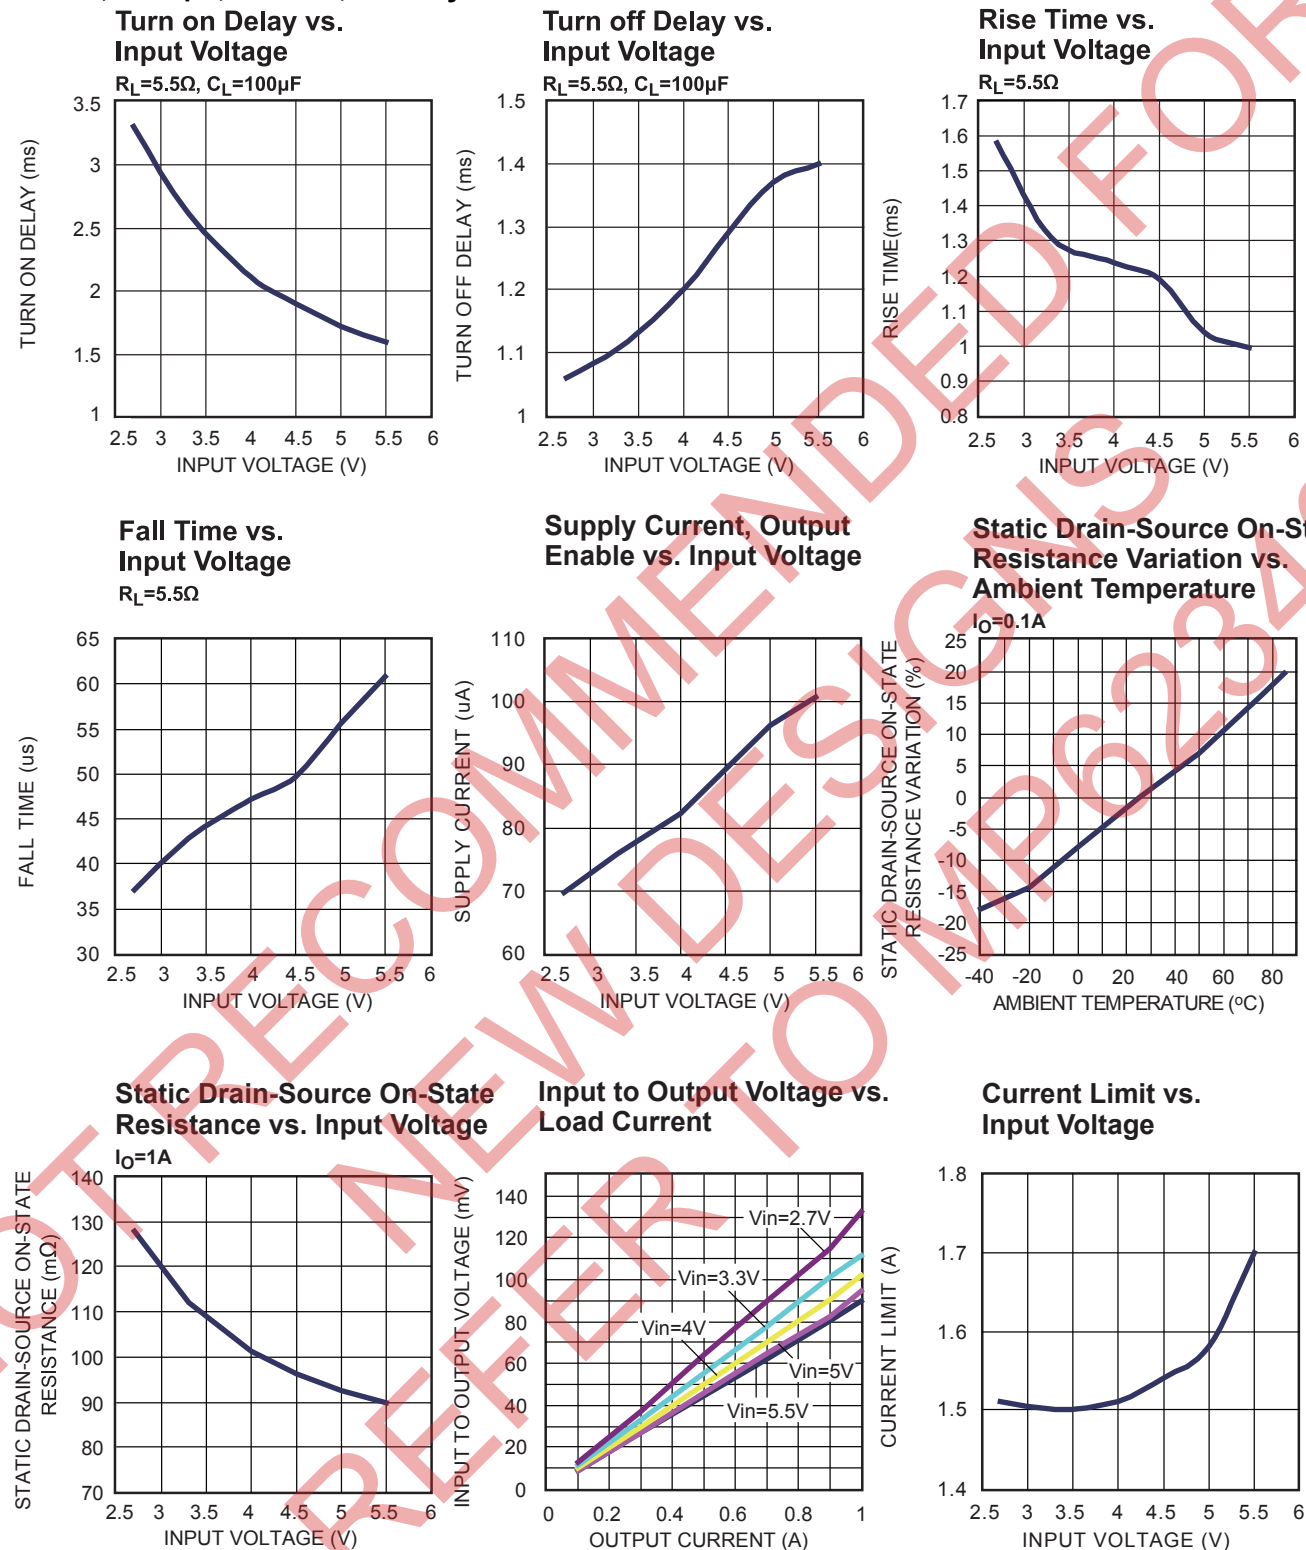 Turn on Delay vs.
Input Voltage
RL=5.5Ω, CL=100µF
3.5
3
2.5
2
1.5
1
TURN ON DELAY (ms)
2.5 3 3.5 4 4.5 5 5.5 6
INPUT VOLTAGE (V)
Turn off Delay vs.
Input Voltage
RL=5.5Ω, CL=100µF
1.5
1.4
1.3
1.2
1.1
1
TURN OFF DELAY (ms)
2.5 3 3.5 4 4.5 5 5.5 6
INPUT VOLTAGE (V)
Rise Time vs.
Input Voltage
RL=5.5Ω
1.7
1.6
1.5
1.4
1.3
1.2
1.1
1
0.9
0.8
RISE TIME(ms)
2.5 3 3.5 4 4.5 5 5.5 6
INPUT VOLTAGE (V)
Fall Time vs.
Input Voltage
RL=5.5Ω
65
60
55
50
45
40
35
30
FALL TIME (us)
2.5 3 3.5 4 4.5 5 5.5 6
INPUT VOLTAGE (V)
Supply Current, Output
Enable vs. Input Voltage
110
100
90
80
70
60
SUPPLY CURRENT (uA)
2.5 3 3.5 4 4.5 5 5.5 6
INPUT VOLTAGE (V)
Static Drain-Source On-St
Resistance Variation vs.
Ambient Temperature
IO=0.1A
25
20
15
10
5
0
-5
-10
-15
-20
-25
STATIC DRAIN-SOURCE ON-STATE
RESISTANCE VARIATION (%)
-40 -20 0 20 40 60 80
AMBIENT TEMPERATURE (ºC)
Static Drain-Source On-State
Resistance vs. Input Voltage
IO=1A
140
130
120
110
100
90
80
70
STATIC DRAIN-SOURCE ON-STATE
RESISTANCE (mΩ)
2.5 3 3.5 4 4.5 5 5.5 6
INPUT VOLTAGE (V)
Input to Output Voltage vs.
Load Current
140
120
100
80
60
40
20
0
INPUT TO OUTPUT VOLTAGE (mV)
Vin=2.7V
Vin=3.3V
Vin=4V
Vin=5V
Vin=5.5V
0 0.2 0.4 0.6 0.8 1
OUTPUT CURRENT (A)
Current Limit vs.
Input Voltage
1.8
1.7
1.6
1.5
1.4
CURRENT LIMIT (A)
2.5 3 3.5 4 4.5 5 5.5 6
INPUT VOLTAGE (V)
NOT RECOMMENDED FOR
NEW DESIGNS
REFER TO MP6234